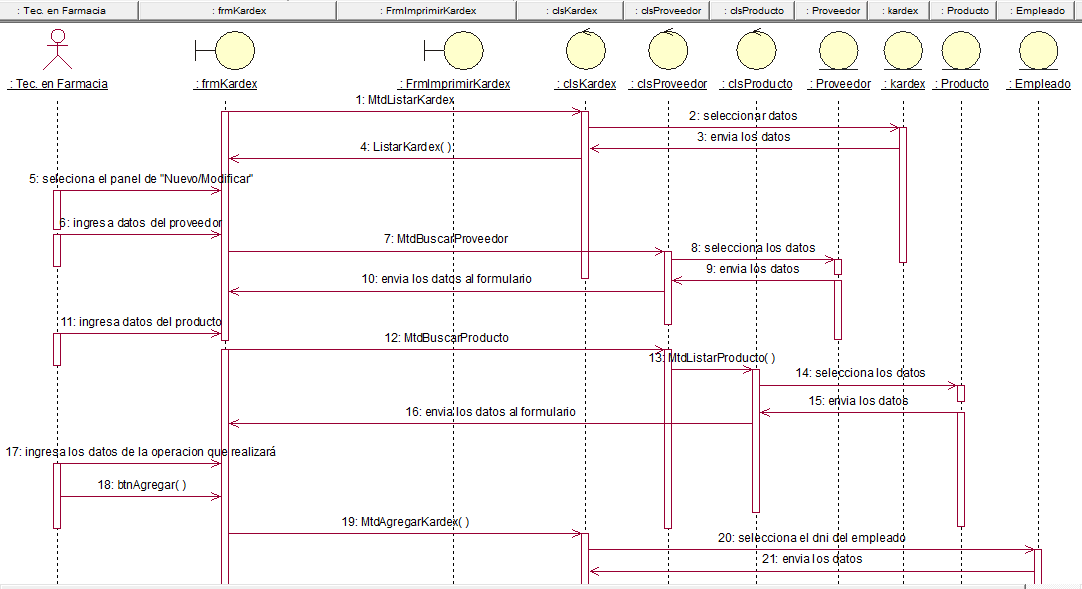 : Tec. en Farmacia
: frmKardex
: FrmImprimirKardex
: clsKardex
: clsProveedor
: clsProducto
: Proveedor
: kardex
: Producto
: Empleado
: Tec. en Farmacia
: frmKardex
: FrmImprimirKardex
: clsKardex
: clsProveedor
: clsProducto
: Proveedor
: kardex
: Producto
: Empleado
1: MtdListarKardex
2: seleccionar datos
3: envia los datos
4: ListarKardex( )
5: seleciona el panel de "Nuevo/Modificar"
6: ingresa datos del proveedor
7: MtdBuscarProveedor
8: selecciona los datos
9: envia los datos
10: envia los datos al formulario
11: ingresa datos del producto
12: MtdBuscarProducto
13: MtdListarProducto( )
14: selecciona los datos
15: envia los datos
16: envia los datos al formulario
17: ingresa los datos de la operacion que realizará
18: btnAgregar( )
19: MtdAgregarKardex( )
20: selecciona el dni del empleado
21: envia los datos